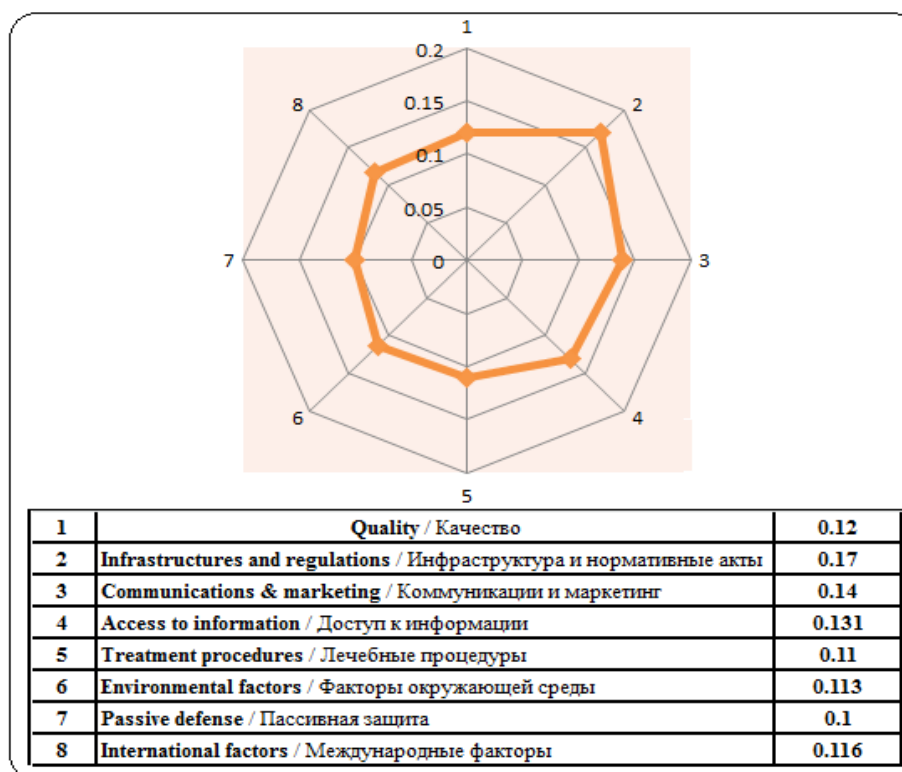 1
0.2
8
2
0.15
0.1
0.05
7
0
3
6
4
5
1 Quality / Качество 0.12
2 Infrastructures and regulations / Инфраструктура и нормативные акты 0.17
3 Communications & marketing / Коммуникации и маркетинг 0.14
4 Access to information / Доступ к информации 0.131
5 Treatment procedures / Лечебные процедуры 0.11
6 Environmental factors / Факторы окружающей среды 0.113
7 Passive defense / Пассивная защита 0.1
8 International factors / Международные факторы 0.116